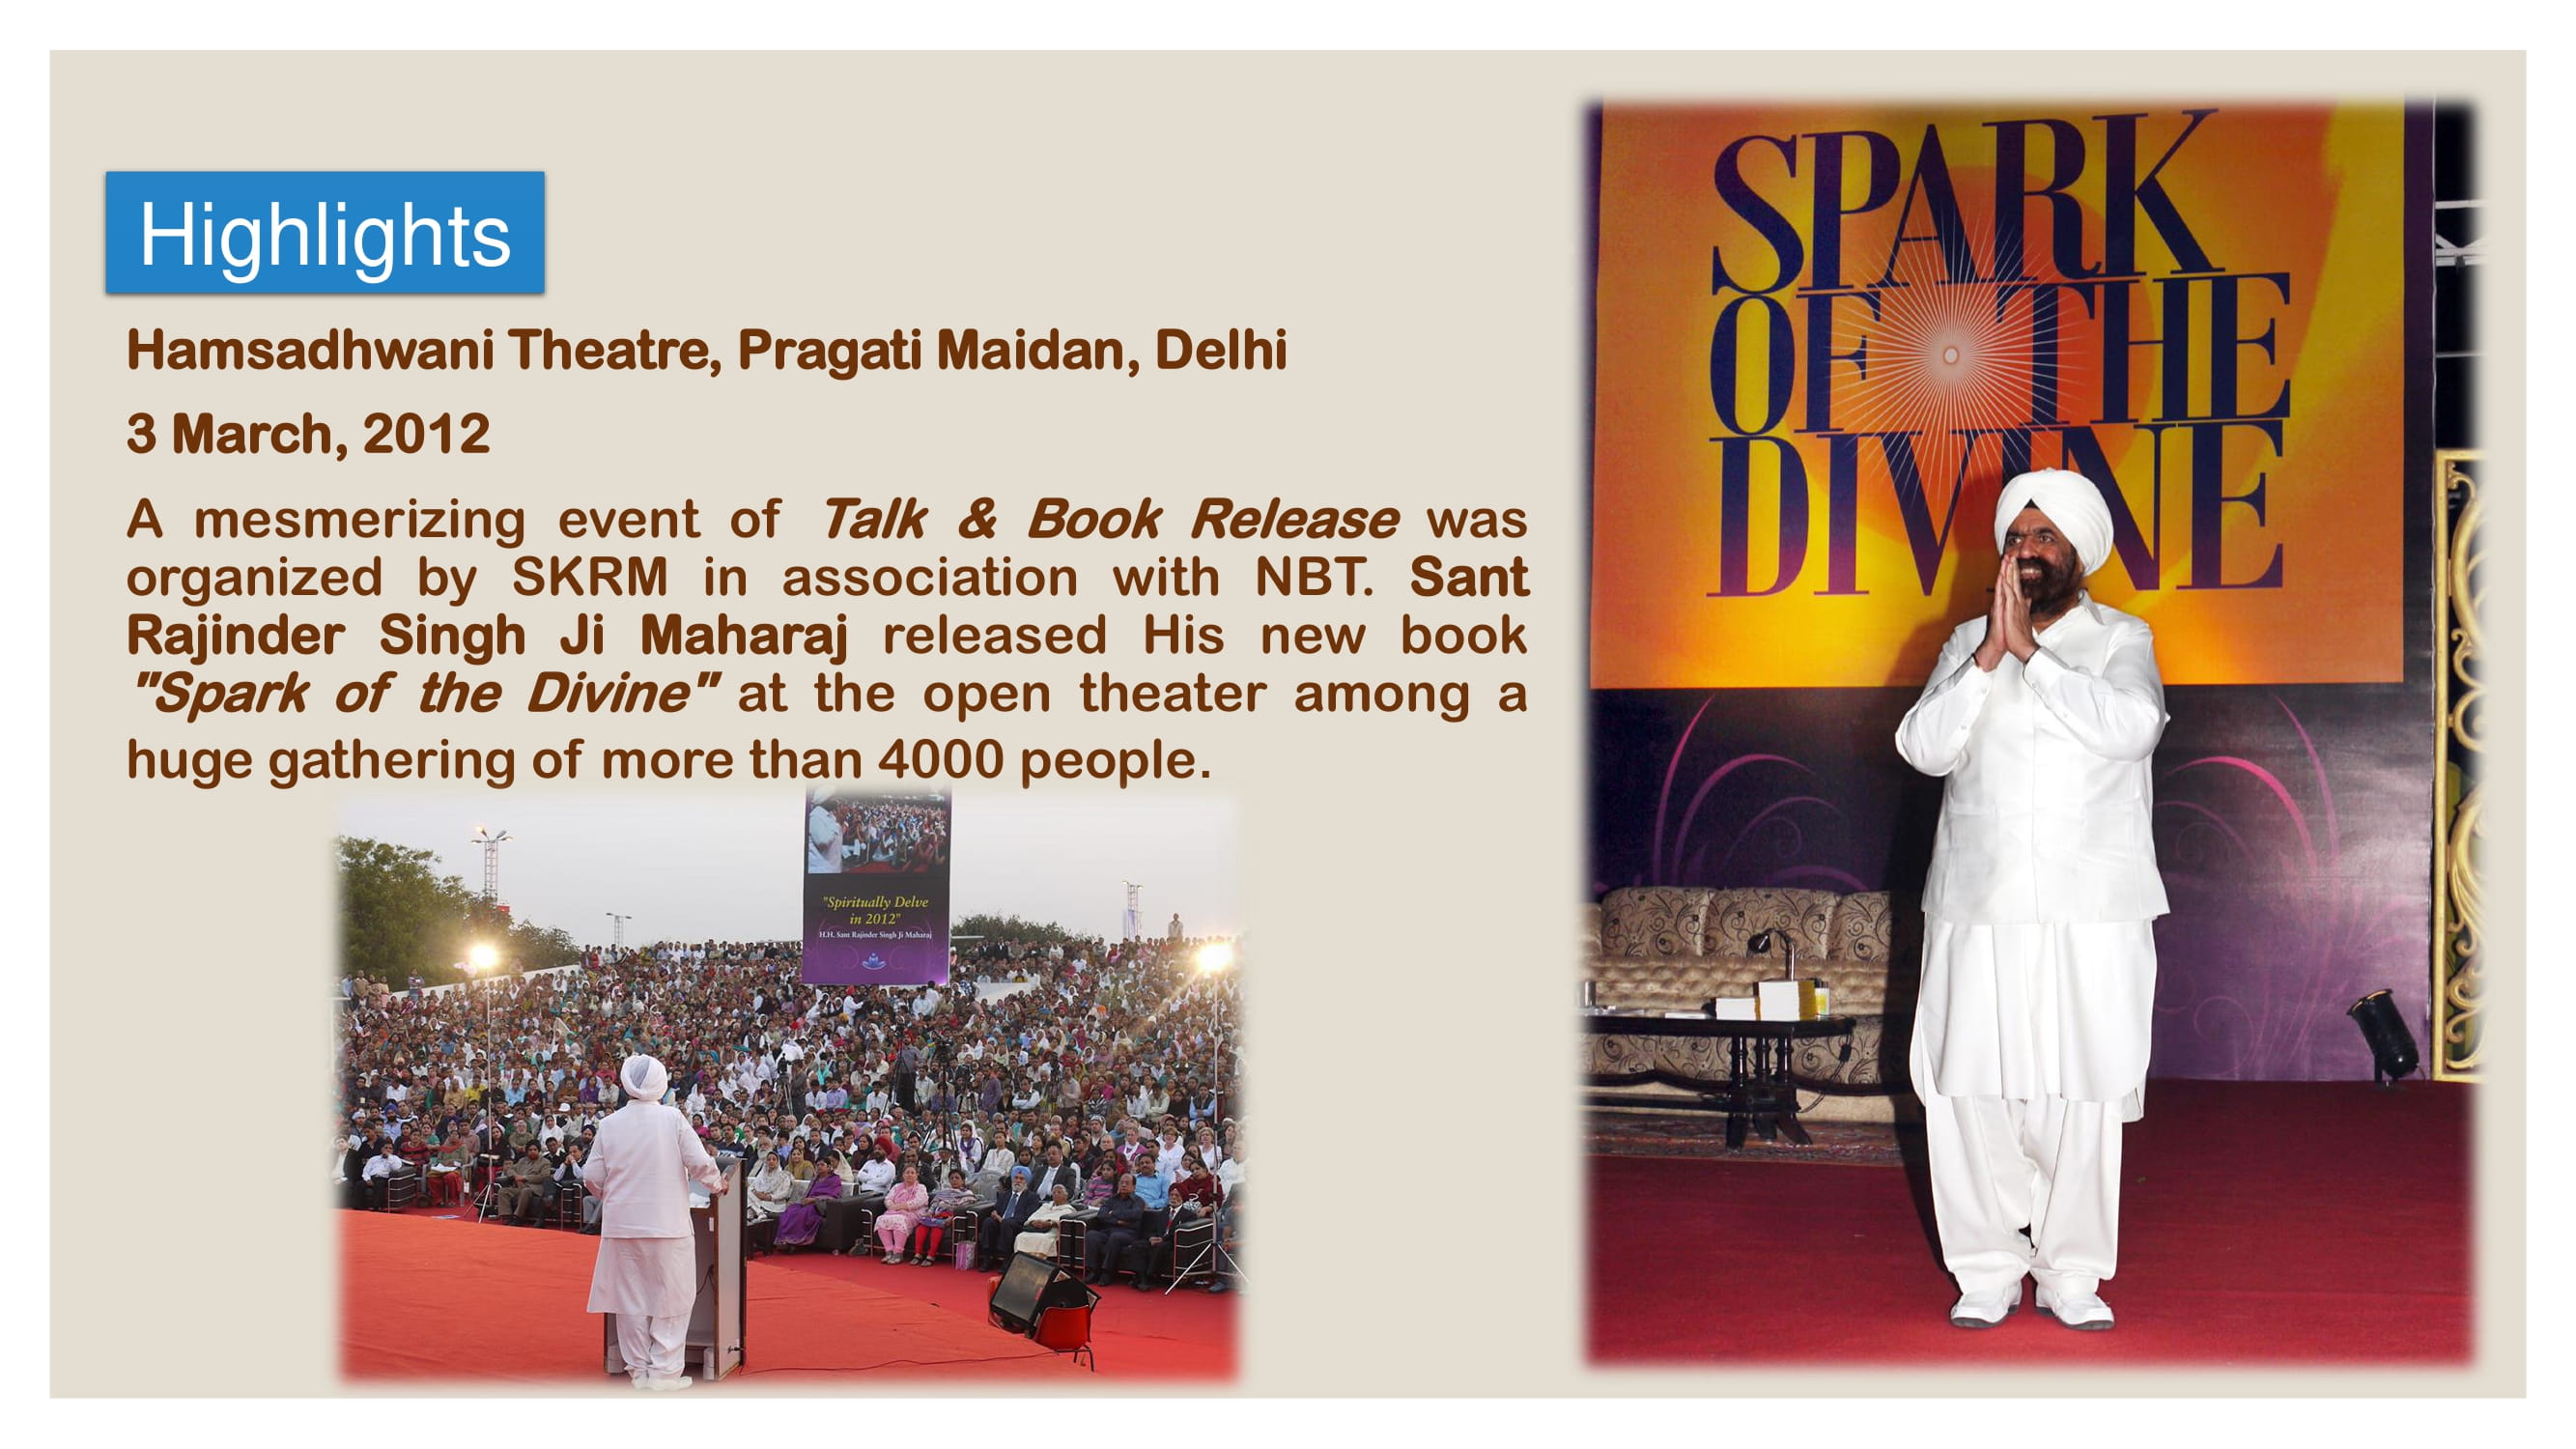 Highlights
Hamsadhwani Theatre, Pragati Maidan, Delhi
3 March, 2012
A mesmerizing event of Talk & Book Release was
organized by SKRM in association with NBT. Sant
Rajinder Singh Ji Maharaj released His new book
"Spark of the Divine" at the open theater among a
huge gathering of more than 4000 people.
"Spiritually Delve
in 2012"
H.H. Sant Rajinder Singh Ji Maharaj
SPARK
OF THE
DIVINE